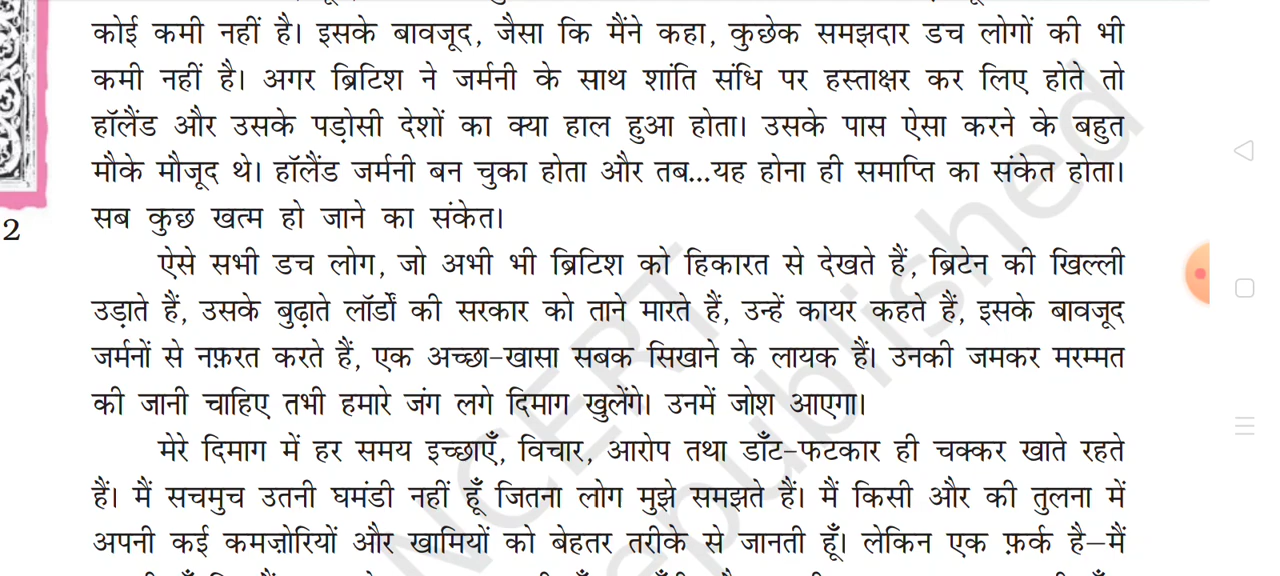 कोई कमी नहीं है। इसके बावजूद, जैसा कि मैंने कहा, कुछेक समझदार डच लोगों की भी
कमी नहीं है। अगर ब्रिटिश ने जर्मनी के साथ शांति संधि पर हस्ताक्षर कर लिए होते तो
हॉलैंड और उसके पड़ोसी देशों का क्या हाल हुआ होता। उसके पास ऐसा करने के बहुत
मौके मौजूद थे। हॉलैंड जर्मनी बन चुका होता और तब...यह होना ही समाप्ति का संकेत होता।
सब कुछ खत्म हो जाने का संकेत।
2
ऐसे सभी डच लोग, जो अभी भी ब्रिटिश को हिकारत से देखते हैं, ब्रिटेन की खिल्ली
उड़ाते हैं, उसके बुढ़ाते लॉर्डों की सरकार को ताने मारते हैं, उन्हें कायर कहते हैं, इसके बावजूद
जर्मनों से नफ़रत करते हैं, एक अच्छा-खासा सबक सिखाने के लायक हैं। उनकी जमकर मरम्मत
की जानी चाहिए तभी हमारे जंग लगे दिमाग खुलेंगे। उनमें जोश आएगा।
मेरे दिमाग में हर समय इच्छाएँ, विचार, आरोप तथा डाँट-फटकार ही चक्कर खाते रहते
हैं। मैं सचमुच उतनी घमंडी नहीं हूँ जितना लोग मुझे समझते हैं। मैं किसी और की तुलना में
अपनी कई कमज़ोरियों और खामियों को बेहतर तरीके से जानती हूँ। लेकिन एक फ़र्क है–मैं
NCERT
republished